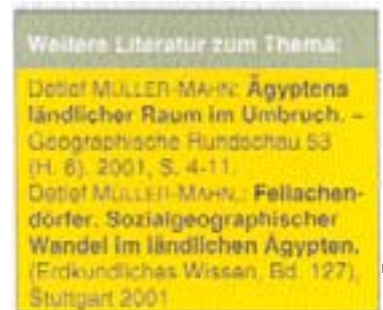 Weitere Literatur zum Thema:
Detlef MÜLLER-MAHN: Ägyptens
ländlicher Raum im Umbruch. –
Geographische Rundschau 53
(H. 6). 2001, S. 4-11.
Detlef MÜLLER-MAHN,: Fellachen-
dörfer. Sozialgeographischer
Wandel im ländlichen Ägypten.
(Erdkundliches Wissen, Bd. 127),
Stuttgart 2001